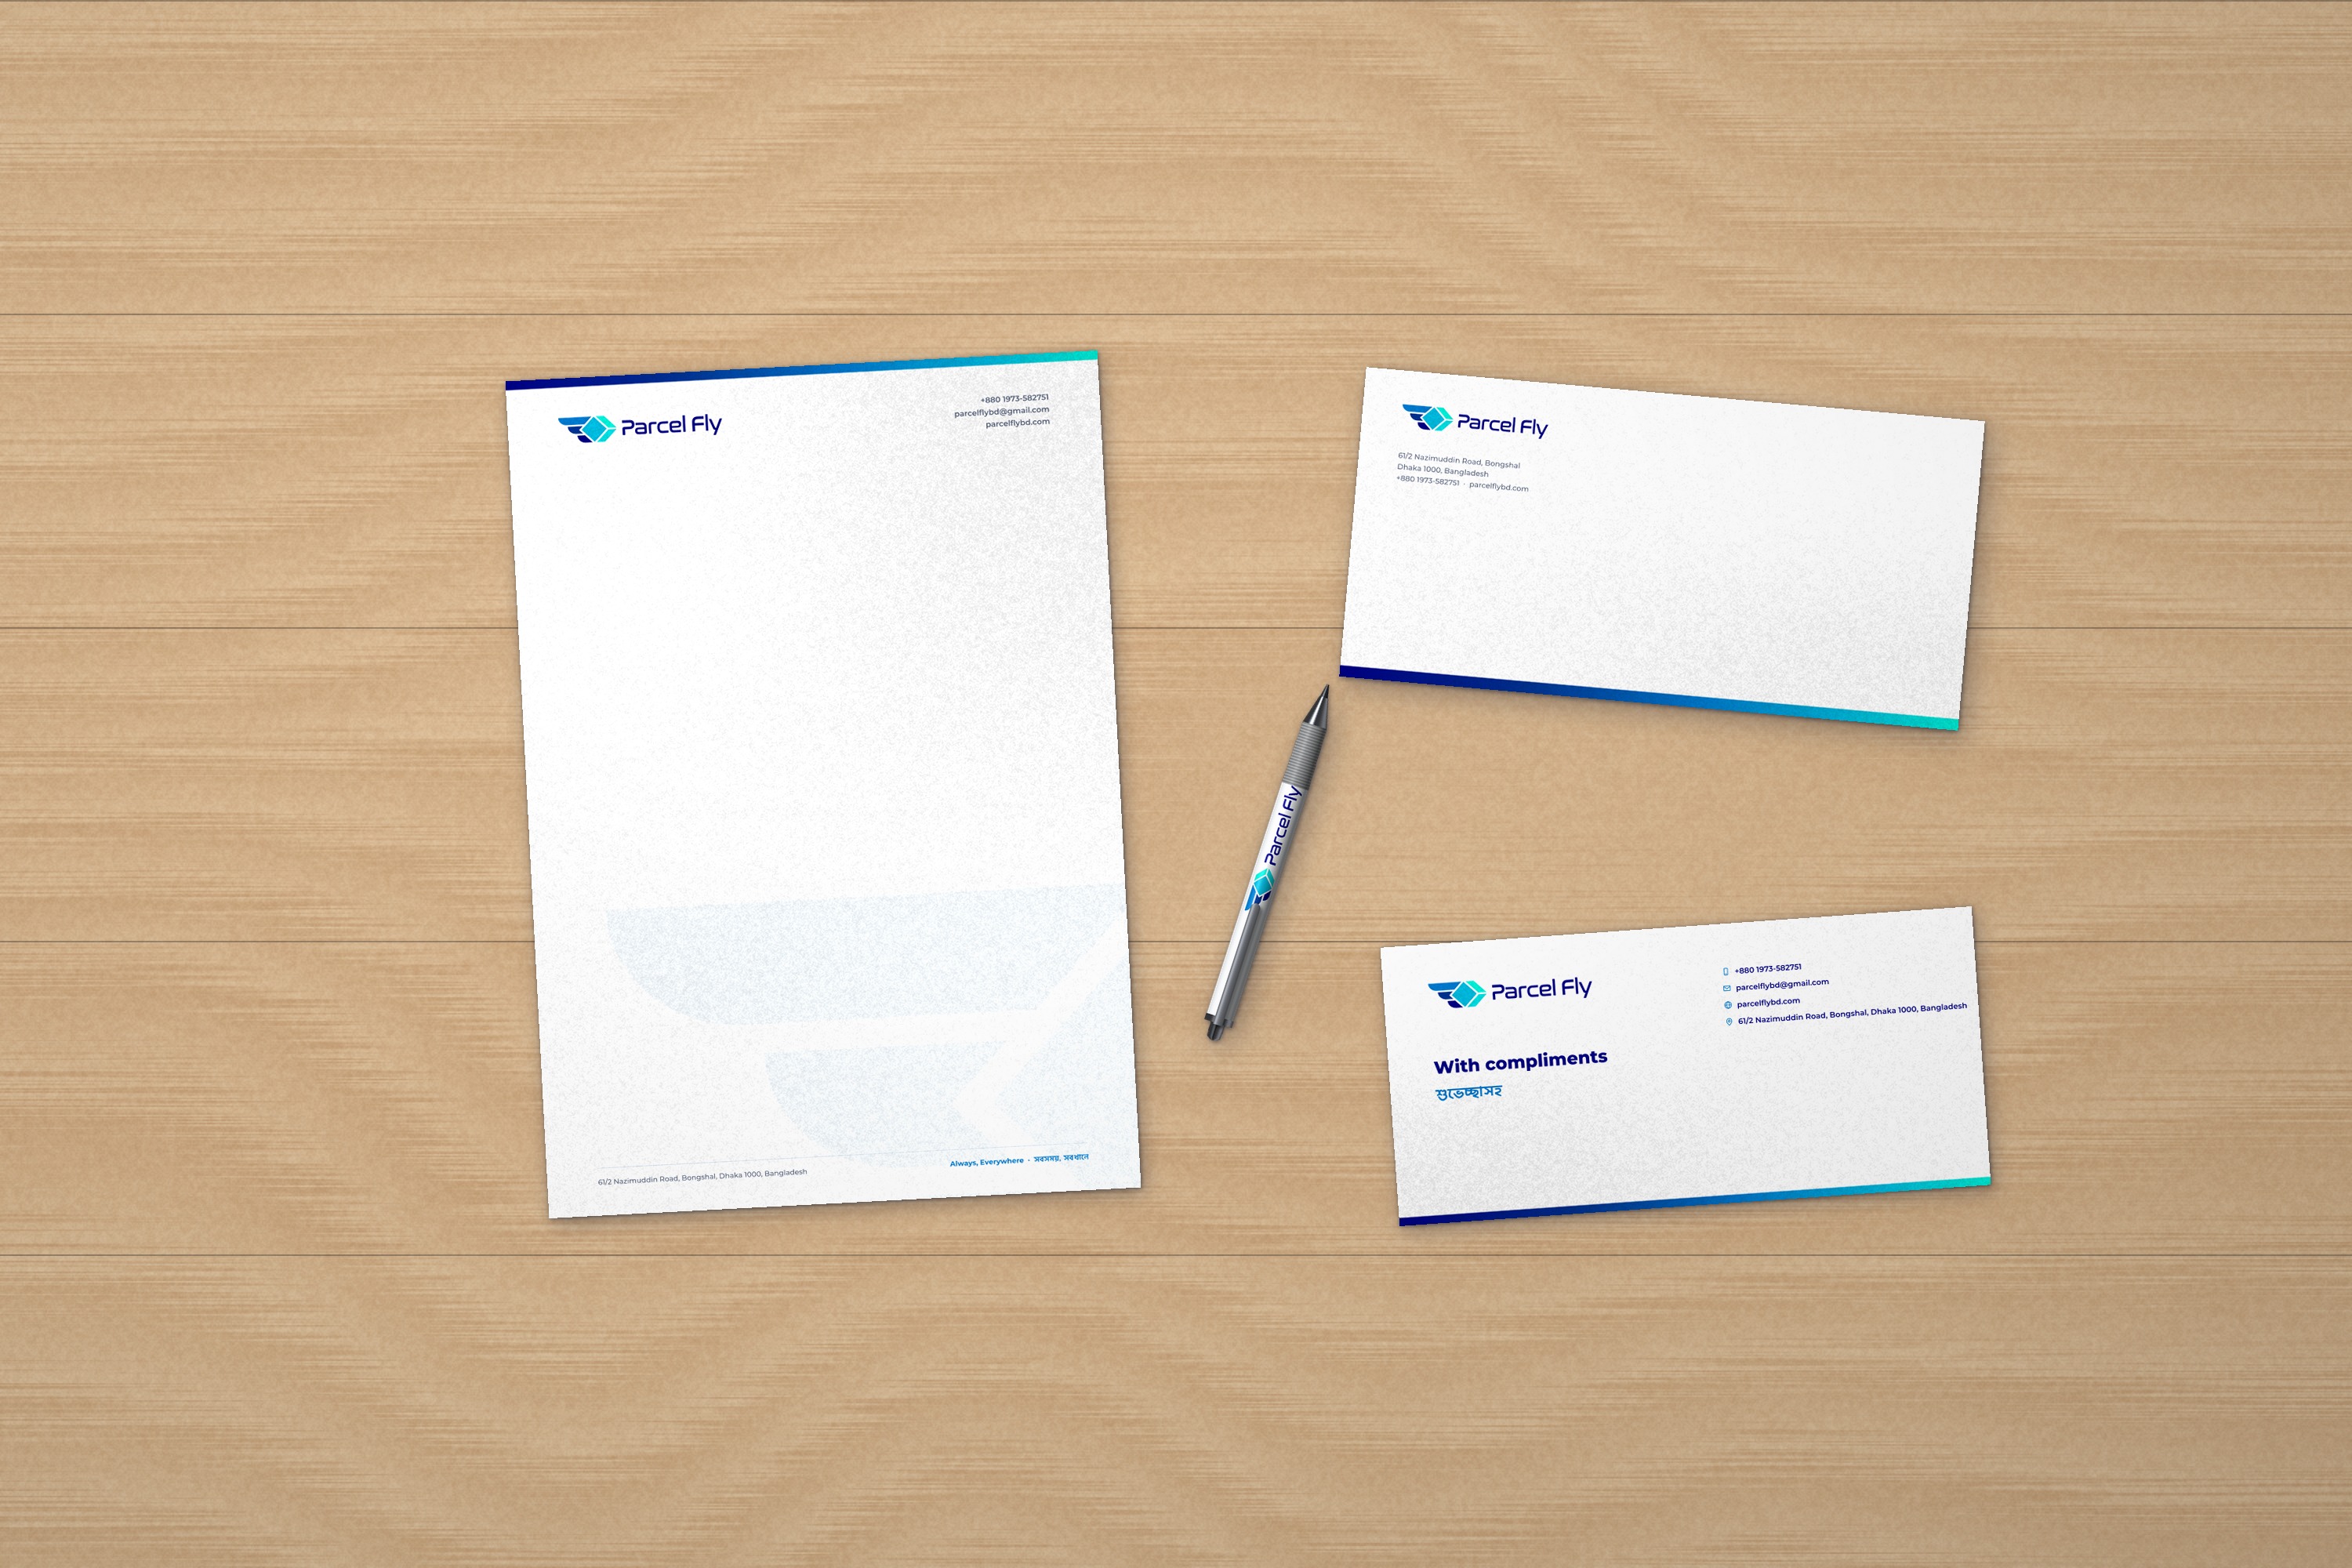 Parcel Fly
+880 1973-582751
parcelflybd@gmail.com
parcelflybd.com
61/2 Nazimuddin Road, Bongshal, Dhaka 1000, Bangladesh
Always, Everywhere · সবসময়, সবখানে
Parcel Fly
Parcel Fly
61/2 Nazimuddin Road, Bongshal
Dhaka 1000, Bangladesh
+880 1973-582751 · parcelflybd.com
Parcel Fly
+880 1973-582751
parcelflybd@gmail.com
parcelflybd.com
61/2 Nazimuddin Road, Bongshal, Dhaka 1000, Bangladesh
With compliments
শুভেচ্ছাসহ